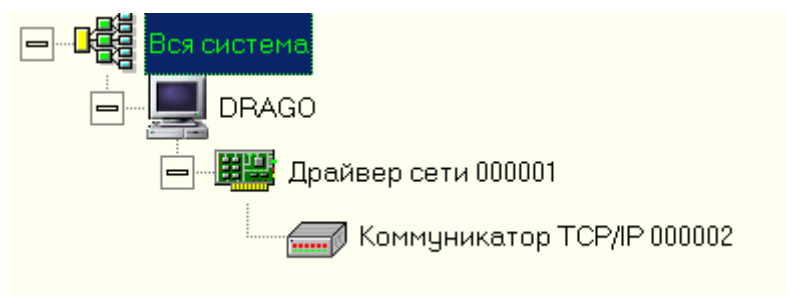 Вся система
DRAGO
Драйвер сети 000001
Коммуникатор TCP/IP 000002